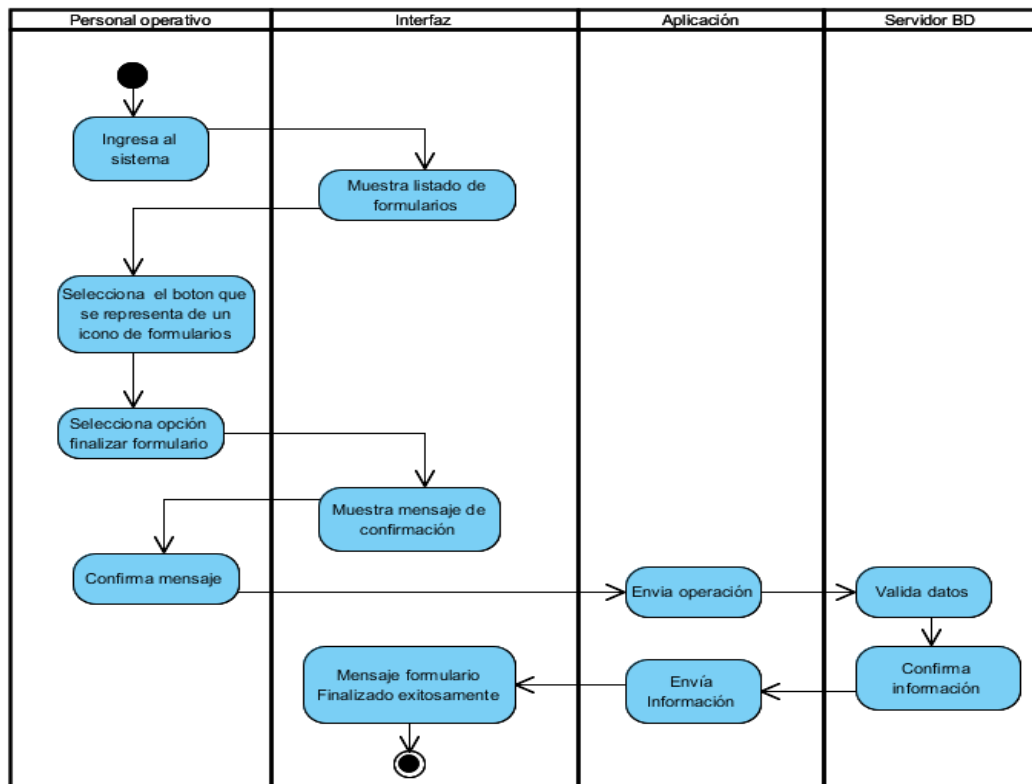 Personal operativo
Interfaz
Aplicación
Servidor BD
Ingresa al
sistema
Muestra listado de
formularios
Selecciona el boton que
se representa de un
icono de formularios
Selecciona opción
finalizar formulario
Muestra mensaje de
confirmación
Confirma mensaje
Envia operación
Valida datos
Confirma
información
Envía
Información
Mensaje formulario
Finalizado exitosamente